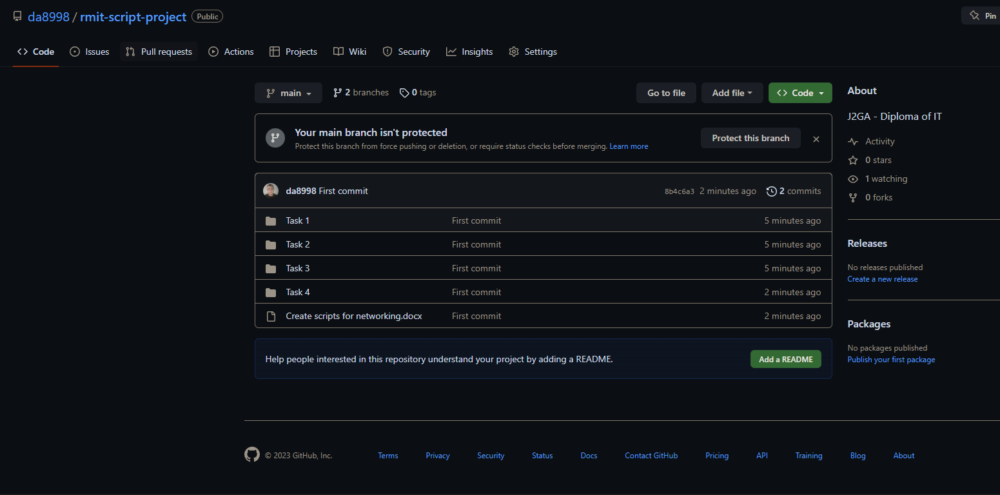 da8998 / rmit-script-project Public
Pin
Code Issues Pull requests Actions Projects Wiki Security Insights Settings
main 2 branches 0 tags Go to file Add file Code
Your main branch isn't protected
Protect this branch from force pushing or deletion, or require status checks before merging. Learn more
Protect this branch
da8998 First commit 8b4c6a3 2 minutes ago 2 commits
Task 1 First commit 5 minutes ago
Task 2 First commit 5 minutes ago
Task 3 First commit 5 minutes ago
Task 4 First commit 2 minutes ago
Create scripts for networking.docx First commit 2 minutes ago
Help people interested in this repository understand your project by adding a README. Add a README
About
J2GA - Diploma of IT
Activity
0 stars
1 watching
0 forks
Releases
No releases published
Create a new release
Packages
No packages published
Publish your first package
© 2023 GitHub, Inc. Terms Privacy Security Status Docs Contact GitHub Pricing API Training Blog About